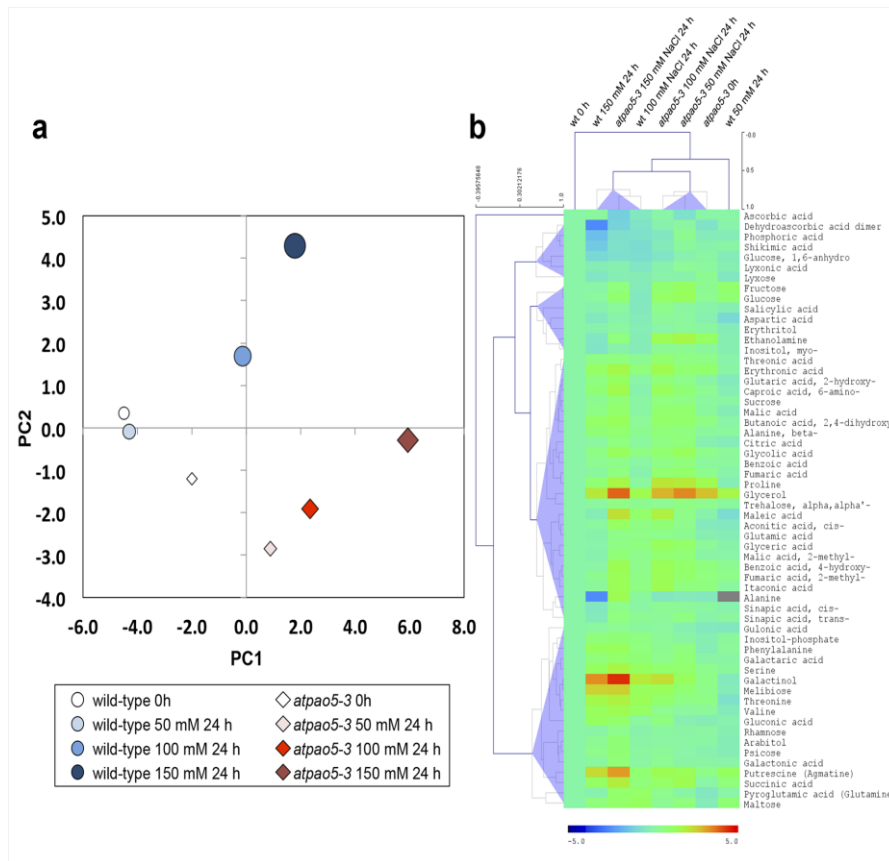 a
5.0
4.0
3.0
2.0
1.0
0.0
-1.0
-2.0
-3.0
-4.0
PC2
-6.0 -4.0 -2.0 0.0 2.0 4.0 6.0 8.0
PC1
wild-type 0h
wild-type 50 mM 24 h
wild-type 100 mM 24 h
wild-type 150 mM 24 h
atpao5-3 0h
atpao5-3 50 mM 24 h
atpao5-3 100 mM 24 h
atpao5-3 150 mM 24 h
b
wt 0 h
wt 150 mM 24 h
atpao5-3 150 mM NaCl 24 h
wt 100 mM NaCl 24 h
atpao5-3 100 mM NaCl 24 h
atpao5-3 50 mM NaCl 24 h
atpao5-3 0h
wt 50 mM 24 h
-0.0
0.5
1.0
-0.39575648
0.30212176
1.0
Ascorbic acid
Dehydroascorbic acid dimer
Phosphoric acid
Shikimic acid
Glucose, 1,6-anhydro
Lyxonic acid
Lyxose
Fructose
Glucose
Salicylic acid
Aspartic acid
Erythritol
Ethanolamine
Inositol, myo-
Threonic acid
Erythronic acid
Glutaric acid, 2-hydroxy-
Caproic acid, 6-amino-
Sucrose
Malic acid
Butanoic acid, 2,4-dihydroxy
Alanine, beta-
Citric acid
Glycolic acid
Benzoic acid
Fumaric acid
Proline
Glycerol
Trehalose, alpha,alpha'-
Maleic acid
Aconitic acid, cis-
Glutamic acid
Glyceric acid
Malic acid, 2-methyl-
Benzoic acid, 4-hydroxy-
Fumaric acid, 2-methyl-
Itaconic acid
Alanine
Sinapic acid, cis-
Sinapic acid, trans-
Gulonic acid
Inositol-phosphate
Phenylalanine
Galactaric acid
Serine
Galactinol
Melibiose
Threonine
Valine
Gluconic acid
Rhamnose
Arabitol
Psicose
Galactonic acid
Putrescine (Agmatine)
Succinic acid
Pyroglutamic acid (Glutamine
Maltose
-5.0 5.0